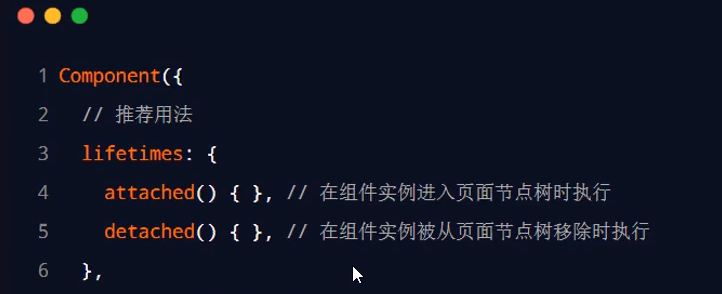 1 Component({
2 // 推荐用法
3 lifetimes: {
4 attached() { }, // 在组件实例进入页面节点树时执行
5 detached() { }, // 在组件实例被从页面节点树移除时执行
6 },